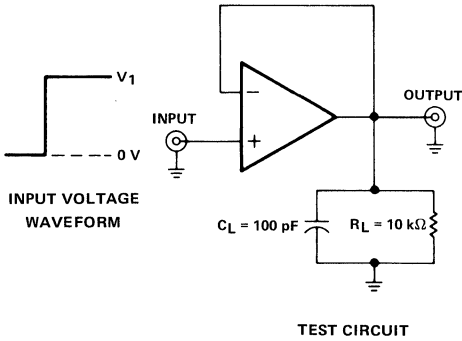 V1
0 V
INPUT VOLTAGE
WAVEFORM
INPUT
−
+
OUTPUT
CL = 100 pF
RL = 10 kΩ
TEST CIRCUIT